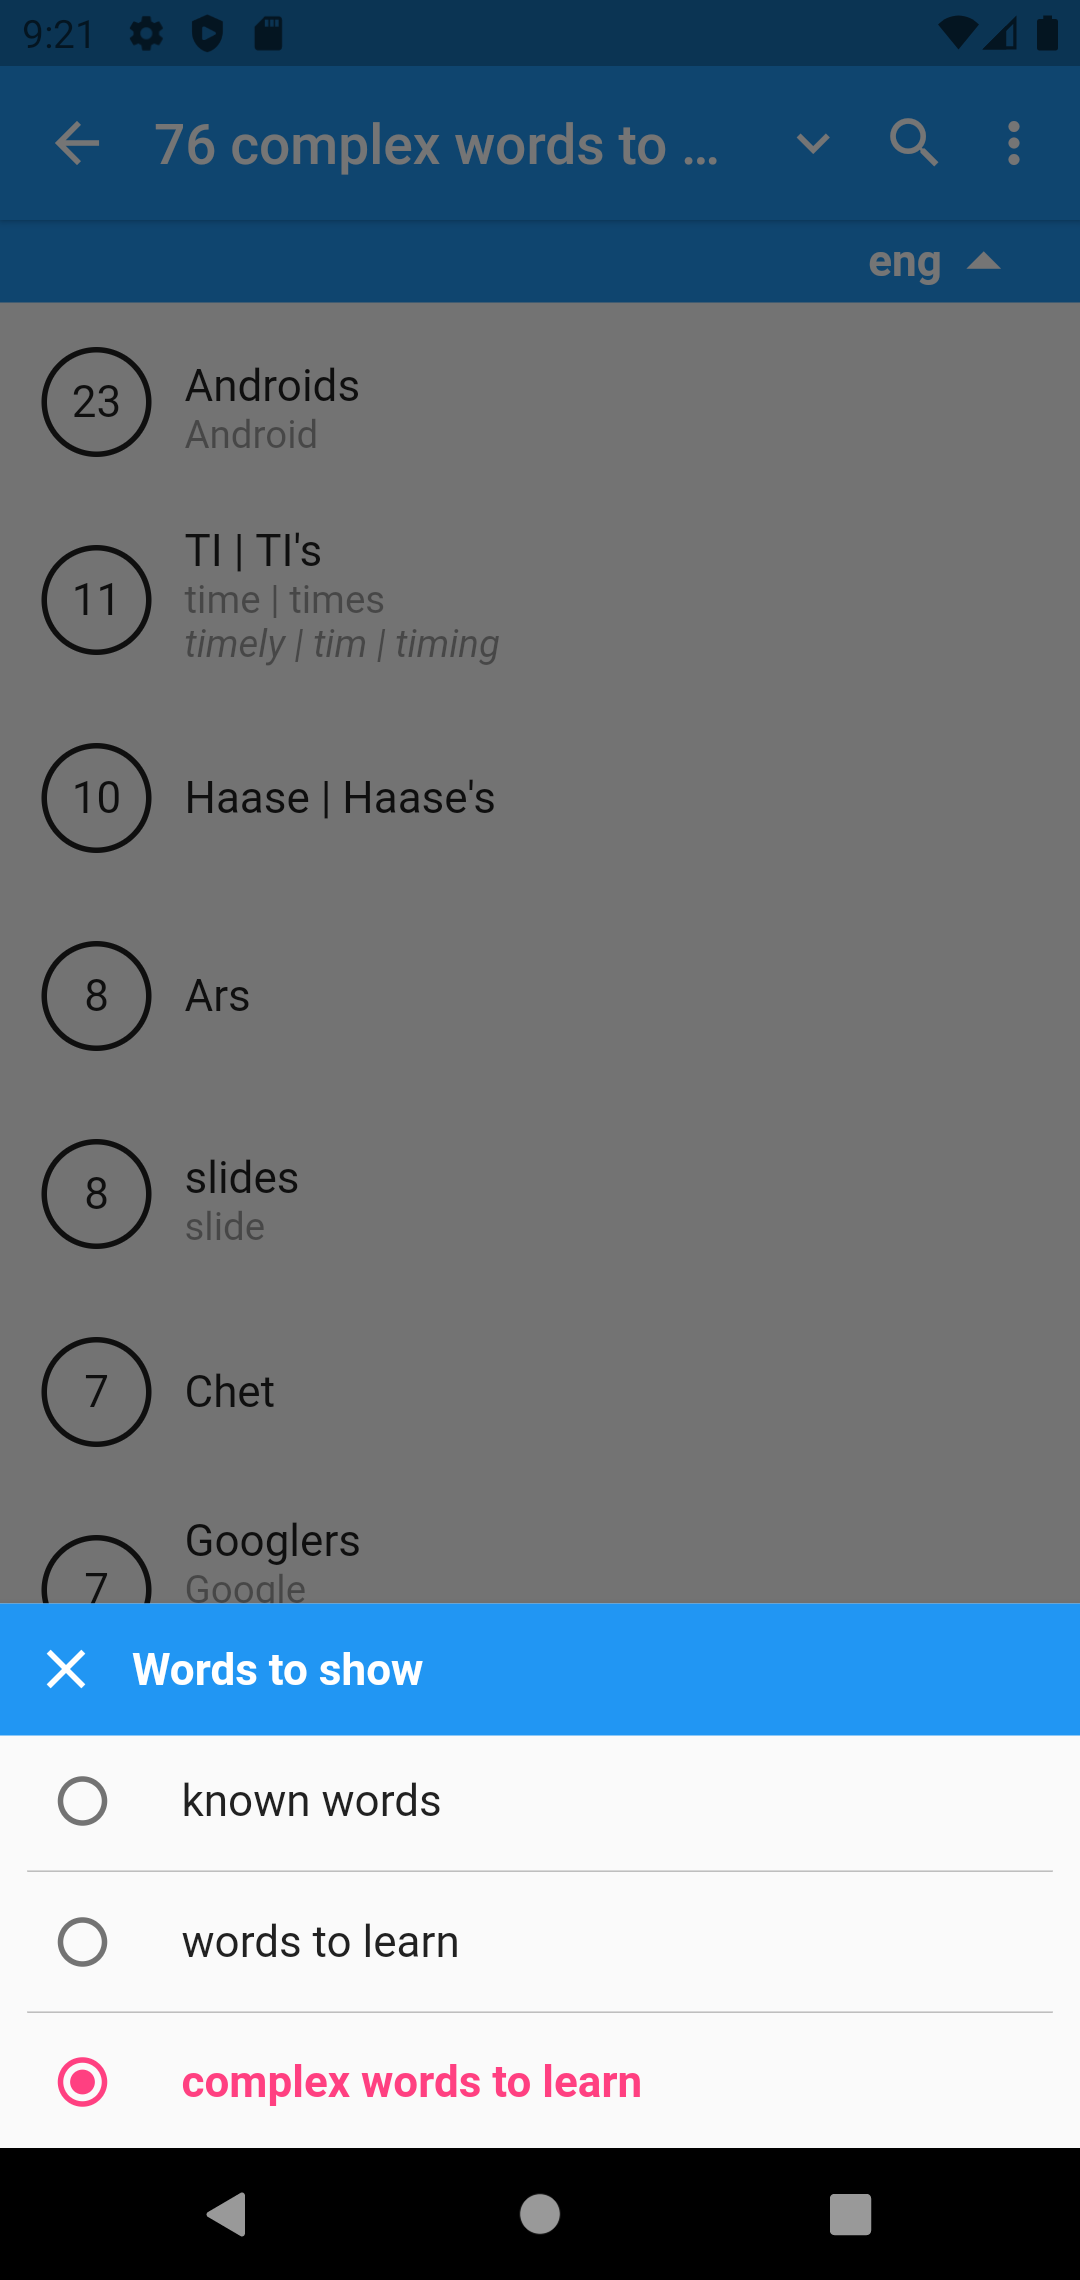 9:21
76 complex words to ...
eng
23
Androids
Android
11
TI | TI's
time | times
timely | tim | timing
10
Haase | Haase's
8
Ars
8
slides
slide
7
Chet
7
Googlers
Google
Words to show
known words
words to learn
complex words to learn